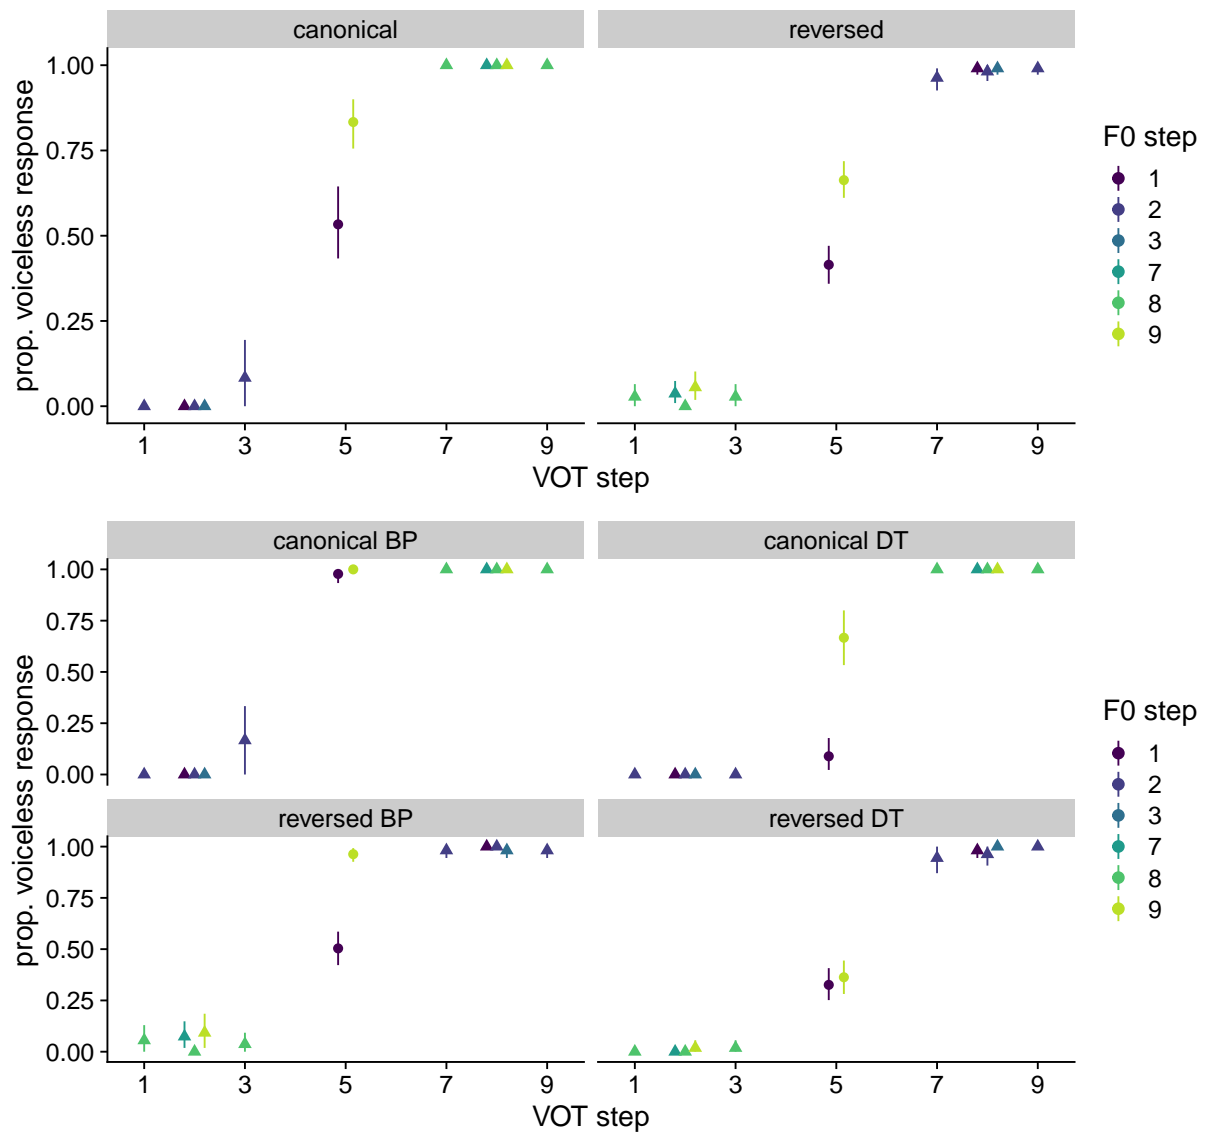 canonical reversed
1.00
0.75
0.50
0.25
0.00
prop. voiceless response
1 3 5 7 9 1 3 5 7 9
VOT step
F0 step
1
2
3
7
8
9
canonical BP canonical DT
1.00
0.75
0.50
0.25
0.00
reversed BP reversed DT
1.00
0.75
0.50
0.25
0.00
prop. voiceless response
1 3 5 7 9 1 3 5 7 9
VOT step
F0 step
1
2
3
7
8
9